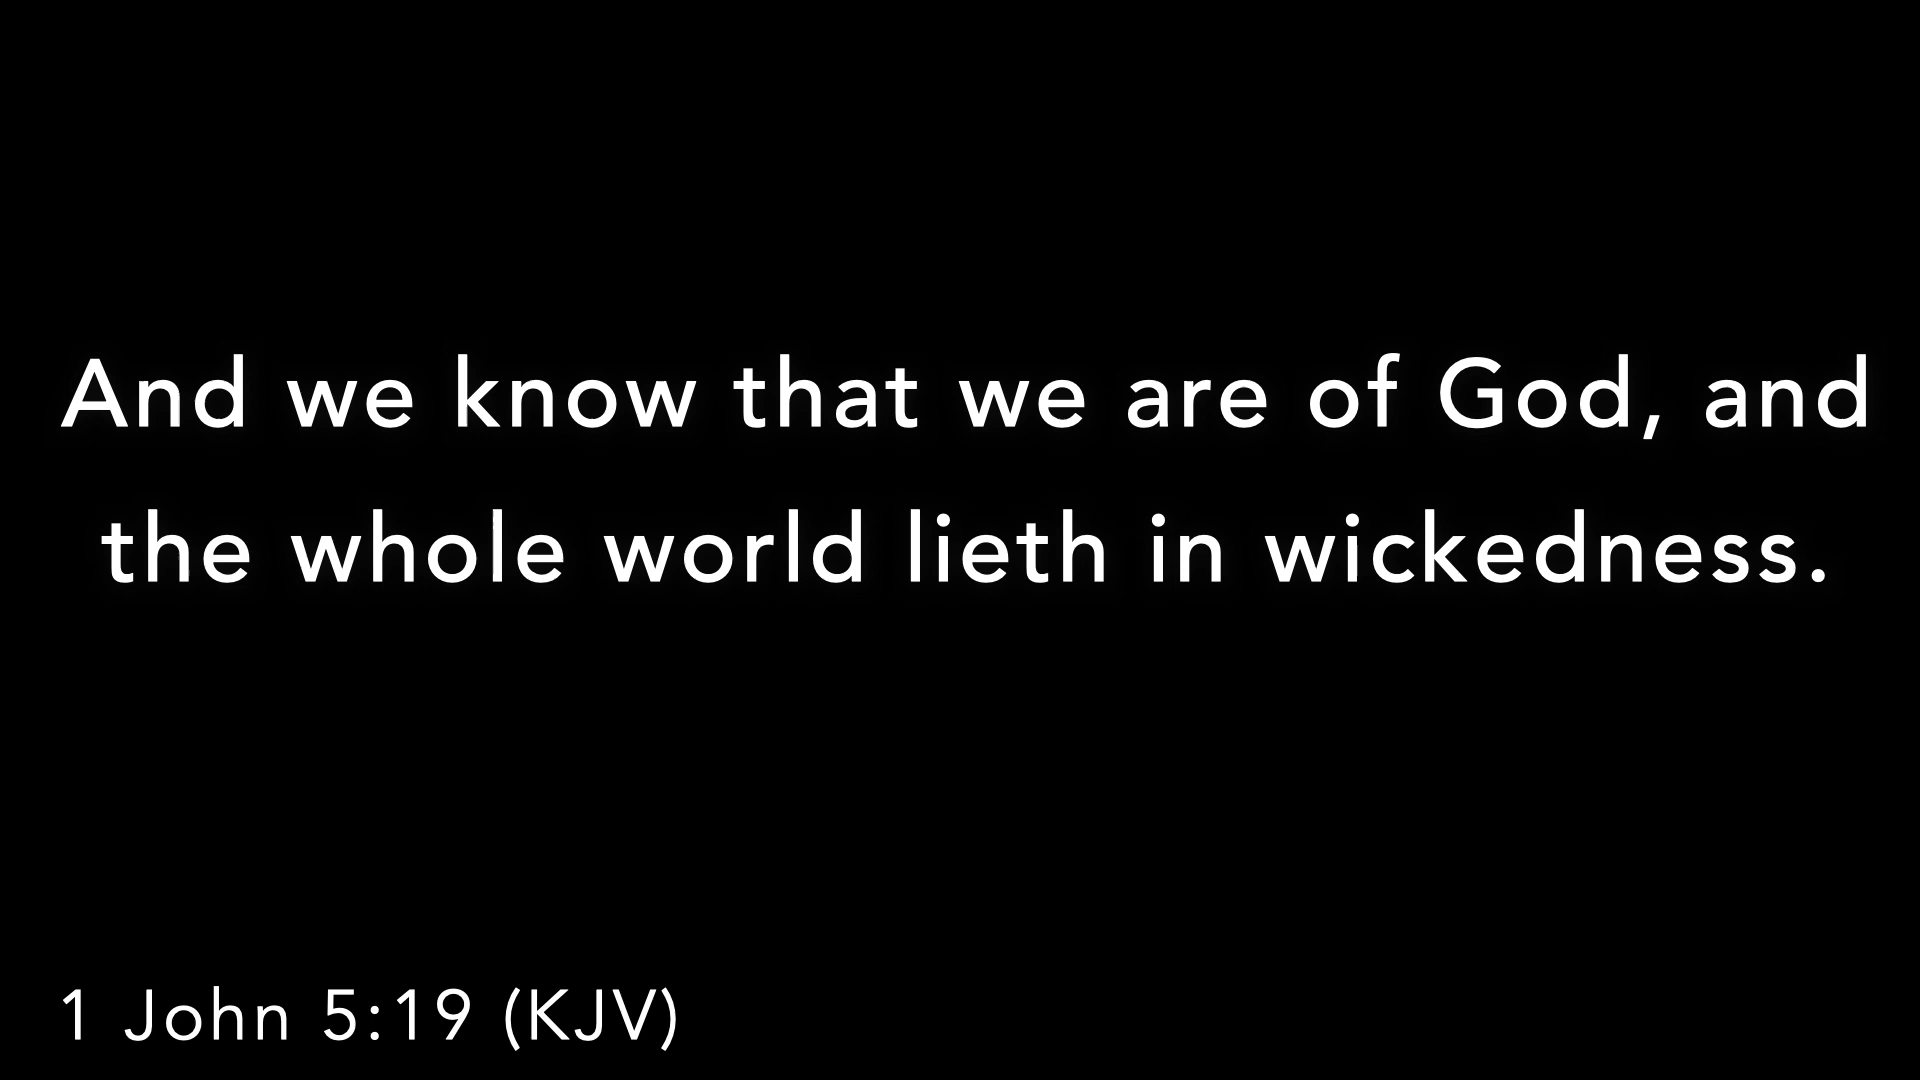 And we know that we are of God, and
the whole world lieth in wickedness.
1 John 5:19 (KJV)